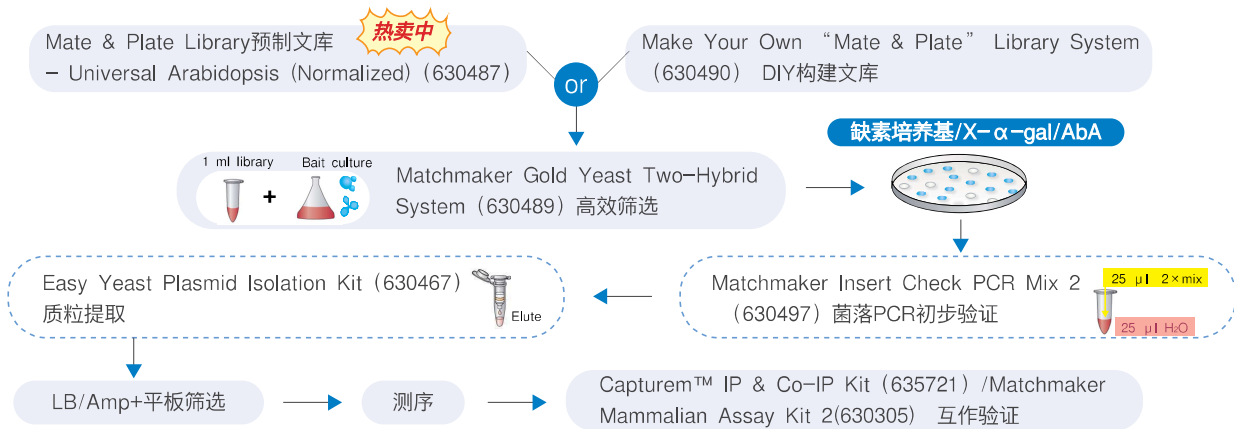 热卖中
Mate & Plate Library预制文库
– Universal Arabidopsis (Normalized)（630487）
or
Make Your Own “Mate & Plate” Library System
（630490） DIY构建文库
缺素培养基/X-α-gal/AbA
1 ml library
+
Bait culture
Matchmaker Gold Yeast Two-Hybrid
System（630489）高效筛选
Easy Yeast Plasmid Isolation Kit（630467）
质粒提取
Elute
Matchmaker Insert Check PCR Mix 2
（630497）菌落PCR初步验证
25 μl 2×mix
25 μl H₂O
LB/Amp+平板筛选
测序
Capturem™ IP & Co-IP Kit（635721）/Matchmaker
Mammalian Assay Kit 2(630305) 互作验证